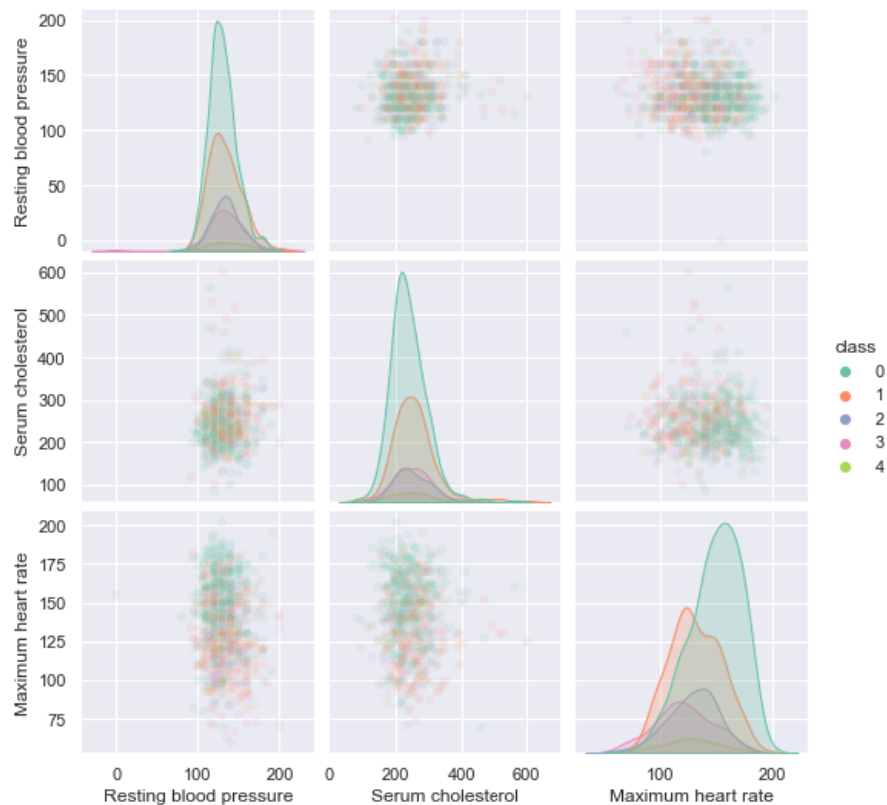 Resting blood pressure
200
150
100
50
0
Serum cholesterol
600
500
400
300
200
100
Maximum heart rate
200
175
150
125
100
75
0 100 200
Resting blood pressure
0 200 400 600
Serum cholesterol
100 200
Maximum heart rate
class
0
1
2
3
4